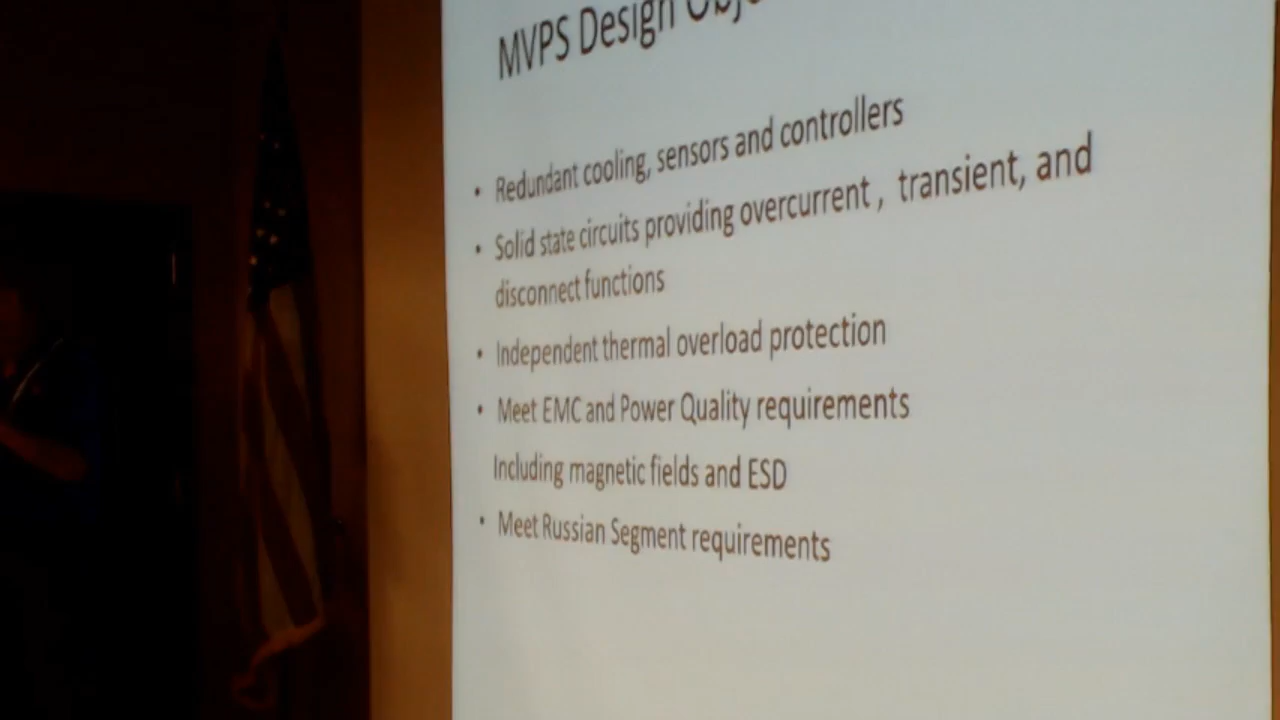 MVPS Design
• Redundant cooling, sensors and controllers
• Solid state circuits providing overcurrent , transient, and
disconnect functions
• Independent thermal overload protection
• Meet EMC and Power Quality requirements
Including magnetic fields and ESD
• Meet Russian Segment requirements